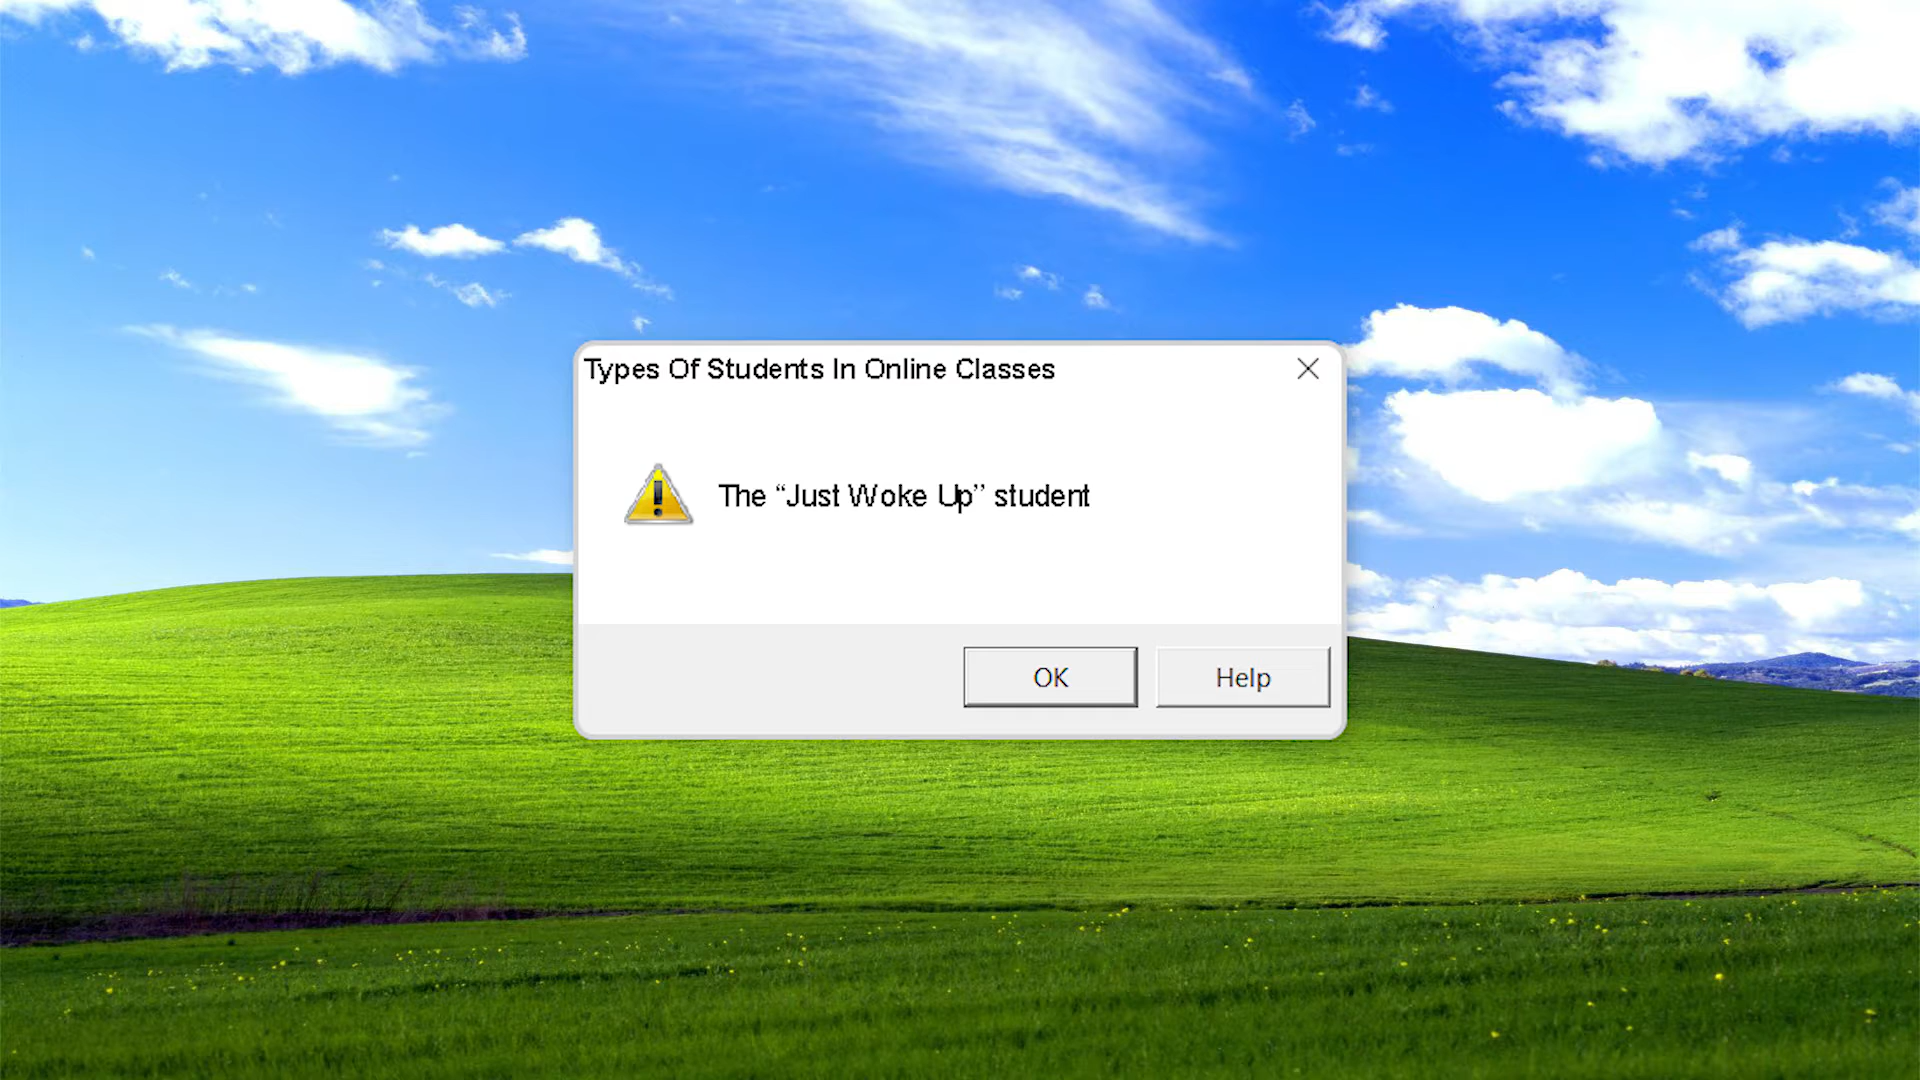 Types Of Students In Online Classes
The “Just Woke Up” student
OK
Help